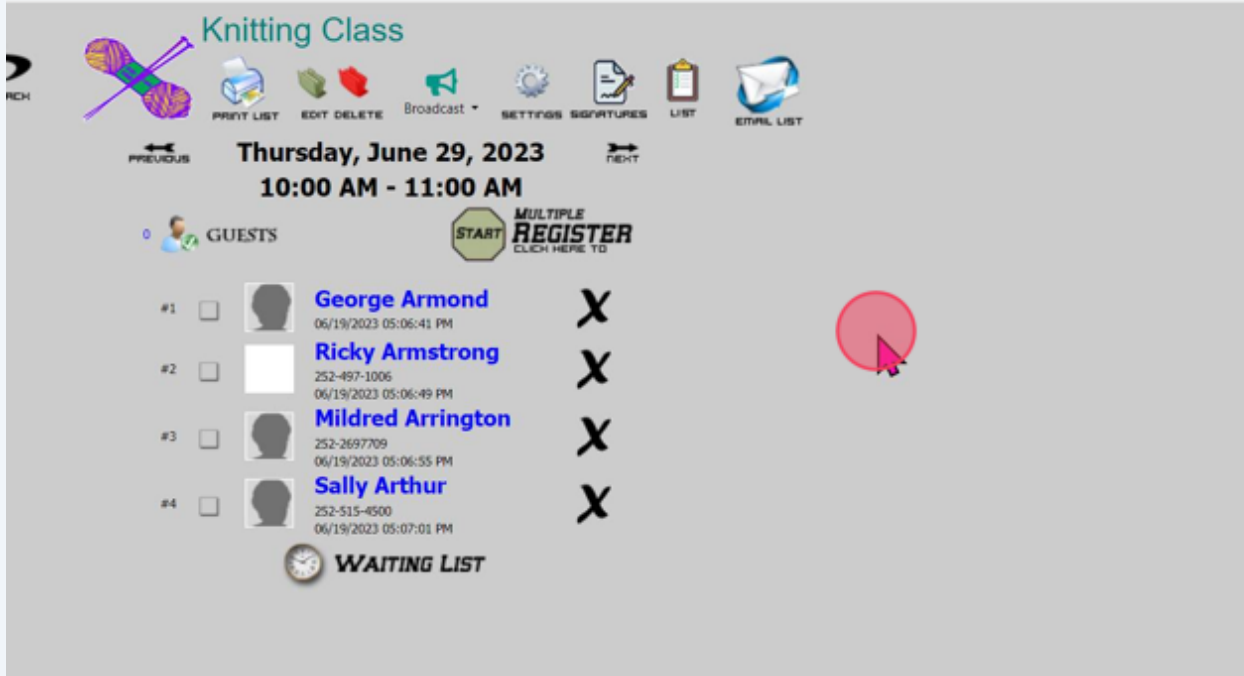 Knitting Class
RCH
PRINT LIST EDIT DELETE Broadcast SETTINGS SIGNATURES LIST EMAIL LIST
PREVIOUS Thursday, June 29, 2023 NEXT
10:00 AM - 11:00 AM
0 GUESTS START MULTIPLE
REGISTER
CLICK HERE TO
#1 George Armond X
06/19/2023 05:06:41 PM
Ricky Armstrong
#2 252-497-1006 X
06/19/2023 05:06:49 PM
Mildred Arrington
#3 252-2697709 X
06/19/2023 05:06:55 PM
Sally Arthur
#4 252-515-4500 X
06/19/2023 05:07:01 PM
WAITING LIST